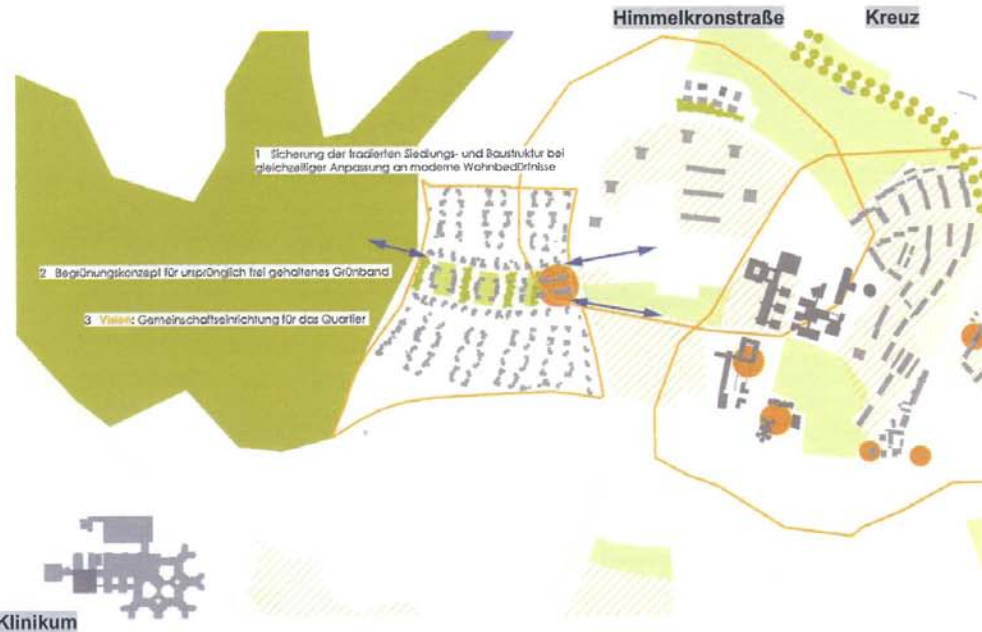 Himmelkronstraße
Kreuz
1 Sicherung der tradierten Siedlungs- und Baustruktur bei
gleichzeitiger Anpassung an moderne Wohnbedürfnisse
2 Begrünungskonzept für ursprünglich frei gehaltenes Grünband
3 Vision: Gemeinschaftseinrichtung für das Quartier
Klinikum